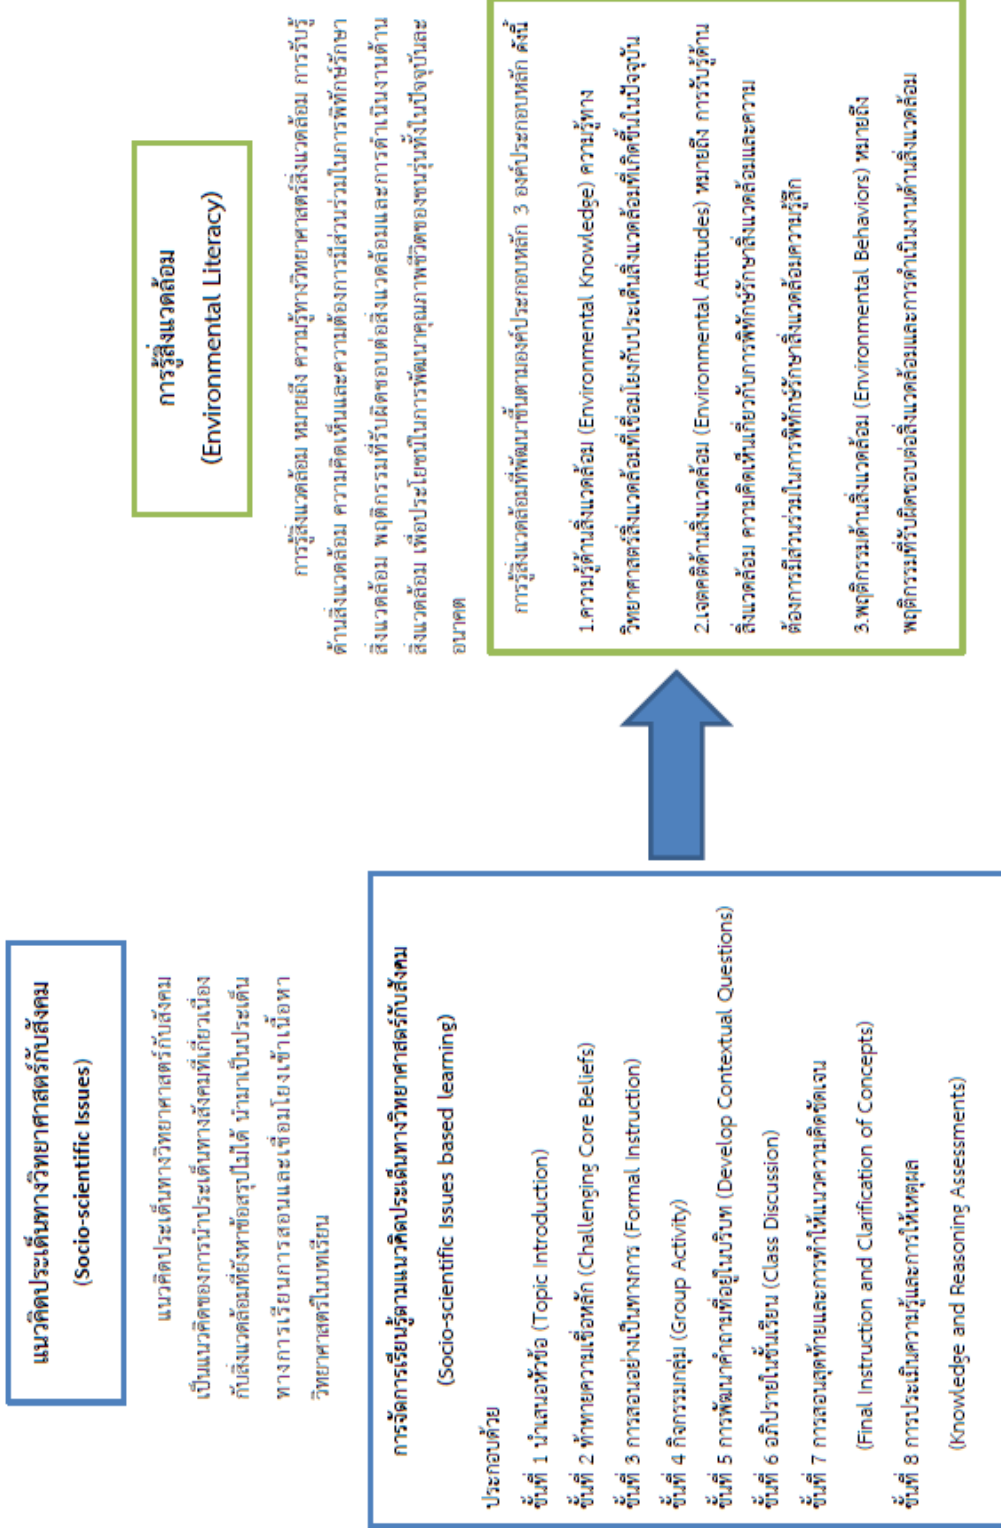 แนวคิดประเด็นทางวิทยาศาสตร์กับสังคม
(Socio-scientific Issues)
แนวคิดประเด็นทางวิทยาศาสตร์กับสังคม
เป็นแนวคิดของการนำประเด็นทางสังคมที่เกี่ยวเนื่อง
กับสิ่งแวดล้อมที่ยังหาข้อสรุปไม่ได้ นำมาเป็นประเด็น
ทางการเรียนการสอนและเชื่อมโยงเข้าเนื้อหา
วิทยาศาสตร์ในบทเรียน
การจัดการเรียนรู้ตามแนวคิดประเด็นทางวิทยาศาสตร์กับสังคม
(Socio-scientific Issues based learning)
ประกอบด้วย
ขั้นที่ 1 นำเสนอหัวข้อ (Topic Introduction)
ขั้นที่ 2 ท้าทายความเชื่อหลัก (Challenging Core Beliefs)
ขั้นที่ 3 การสอนอย่างเป็นทางการ (Formal Instruction)
ขั้นที่ 4 กิจกรรมกลุ่ม (Group Activity)
ขั้นที่ 5 การพัฒนาคำถามที่อยู่ในบริบท (Develop Contextual Questions)
ขั้นที่ 6 อภิปรายในชั้นเรียน (Class Discussion)
ขั้นที่ 7 การสอนสุดท้ายและการทำให้แนวความคิดชัดเจน
(Final Instruction and Clarification of Concepts)
ขั้นที่ 8 การประเมินความรู้และการให้เหตุผล
(Knowledge and Reasoning Assessments)
การรู้สิ่งแวดล้อม
(Environmental Literacy)
การรู้สิ่งแวดล้อม หมายถึง ความรู้ทางวิทยาศาสตร์สิ่งแวดล้อม การรับรู้
ด้านสิ่งแวดล้อม ความคิดเห็นและความต้องการมีส่วนร่วมในการพิทักษ์รักษา
สิ่งแวดล้อม พฤติกรรมที่รับผิดชอบต่อสิ่งแวดล้อมและการดำเนินงานด้าน
สิ่งแวดล้อม เพื่อประโยชน์ในการพัฒนาคุณภาพชีวิตของชนรุ่นทั้งในปัจจุบันและ
อนาคต
การรู้สิ่งแวดล้อมที่พัฒนาขึ้นตามองค์ประกอบหลัก 3 องค์ประกอบหลัก ดังนี้
1.ความรู้ด้านสิ่งแวดล้อม (Environmental Knowledge) ความรู้ทาง
วิทยาศาสตร์สิ่งแวดล้อมที่เชื่อมโยงกับประเด็นสิ่งแวดล้อมที่เกิดขึ้นในปัจจุบัน
2.เจตคติด้านสิ่งแวดล้อม (Environmental Attitudes) หมายถึง การรับรู้ด้าน
สิ่งแวดล้อม ความคิดเห็นเกี่ยวกับการพิทักษ์รักษาสิ่งแวดล้อมและความ
ต้องการมีส่วนร่วมในการพิทักษ์รักษาสิ่งแวดล้อมความรู้สึก
3.พฤติกรรมด้านสิ่งแวดล้อม (Environmental Behaviors) หมายถึง
พฤติกรรมที่รับผิดชอบต่อสิ่งแวดล้อมและการดำเนินงานด้านสิ่งแวดล้อม